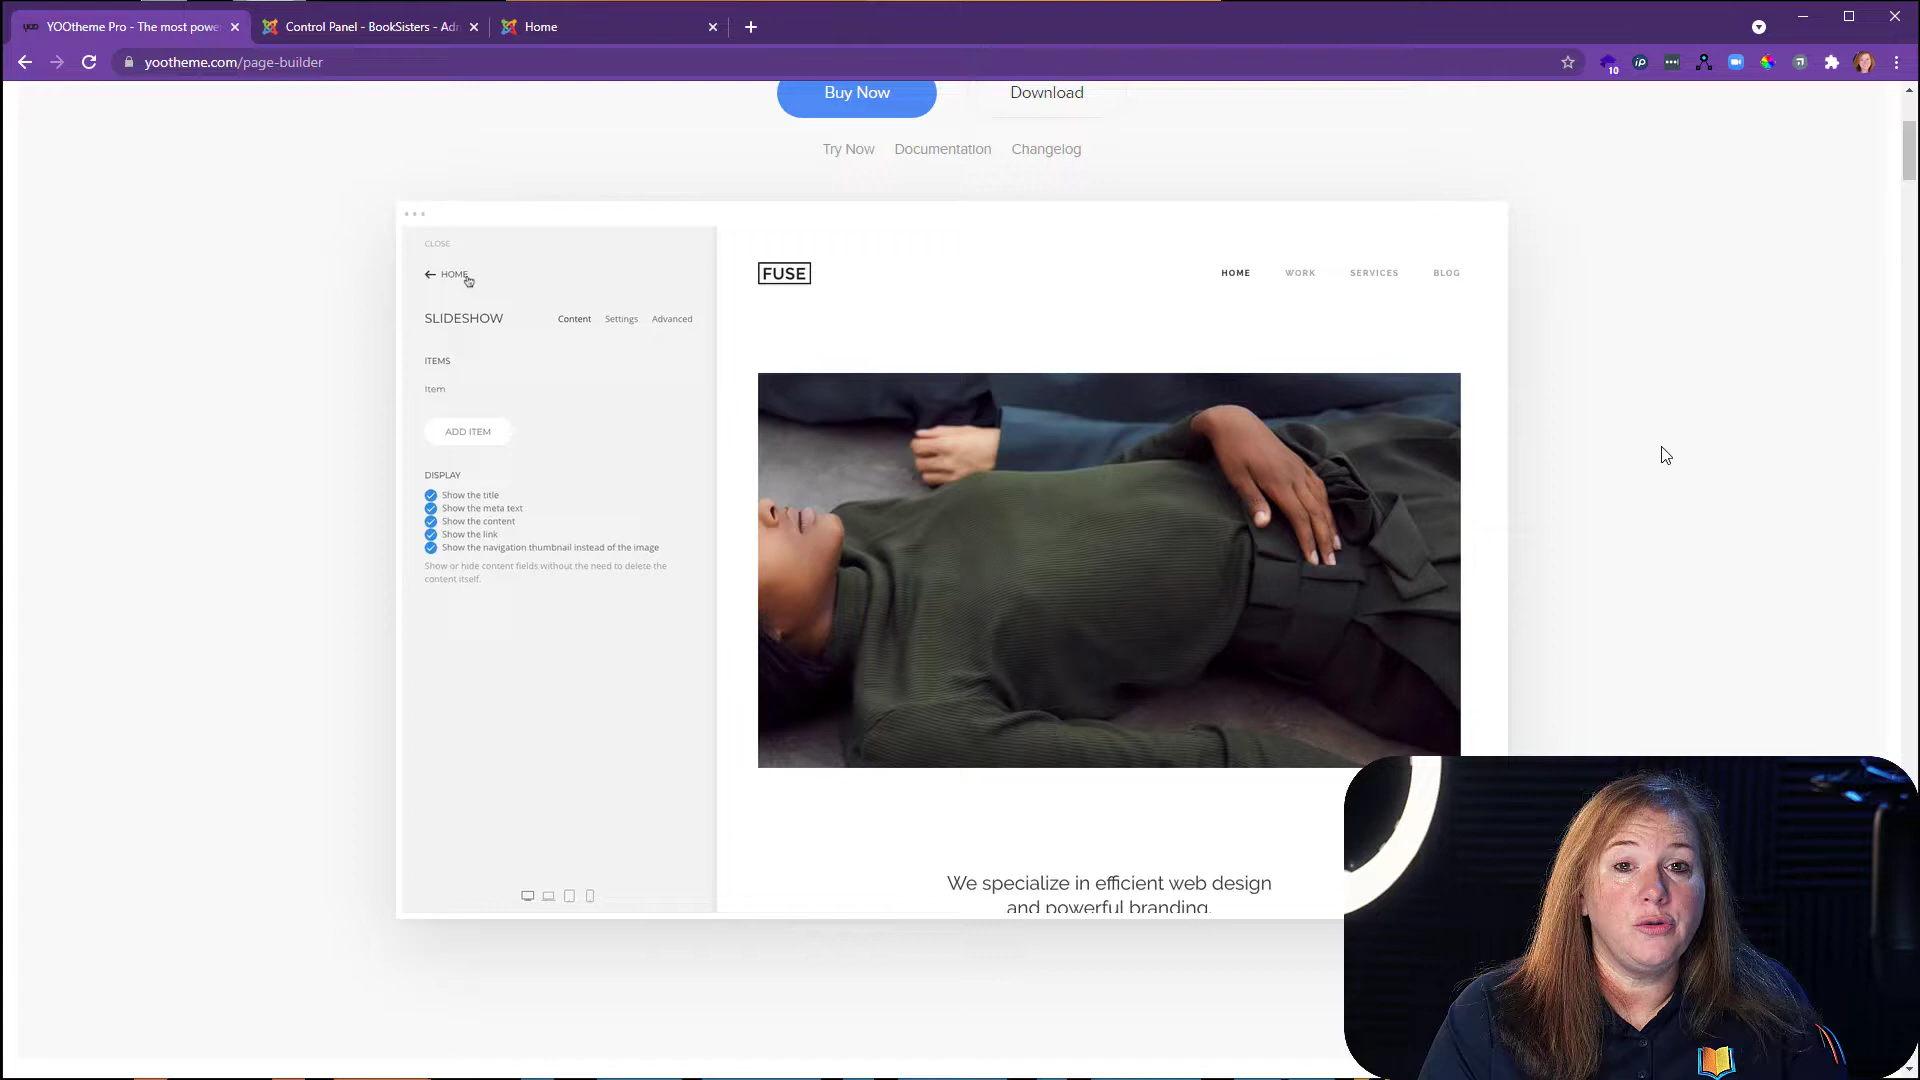 YOOtheme Pro - The most powe
Control Panel - BookSisters - Ad
Home
yootheme.com/page-builder
10
Buy Now
Download
Try Now
Documentation
Changelog
CLOSE
HOME
SLIDESHOW
Content
Settings
Advanced
ITEMS
Item
ADD ITEM
DISPLAY
Show the title
Show the meta text
Show the content
Show the link
Show the navigation thumbnail instead of the image
Show or hide content fields without the need to delete the
content itself.
FUSE
HOME
WORK
SERVICES
BLOG
We specialize in efficient web design
and powerful branding.